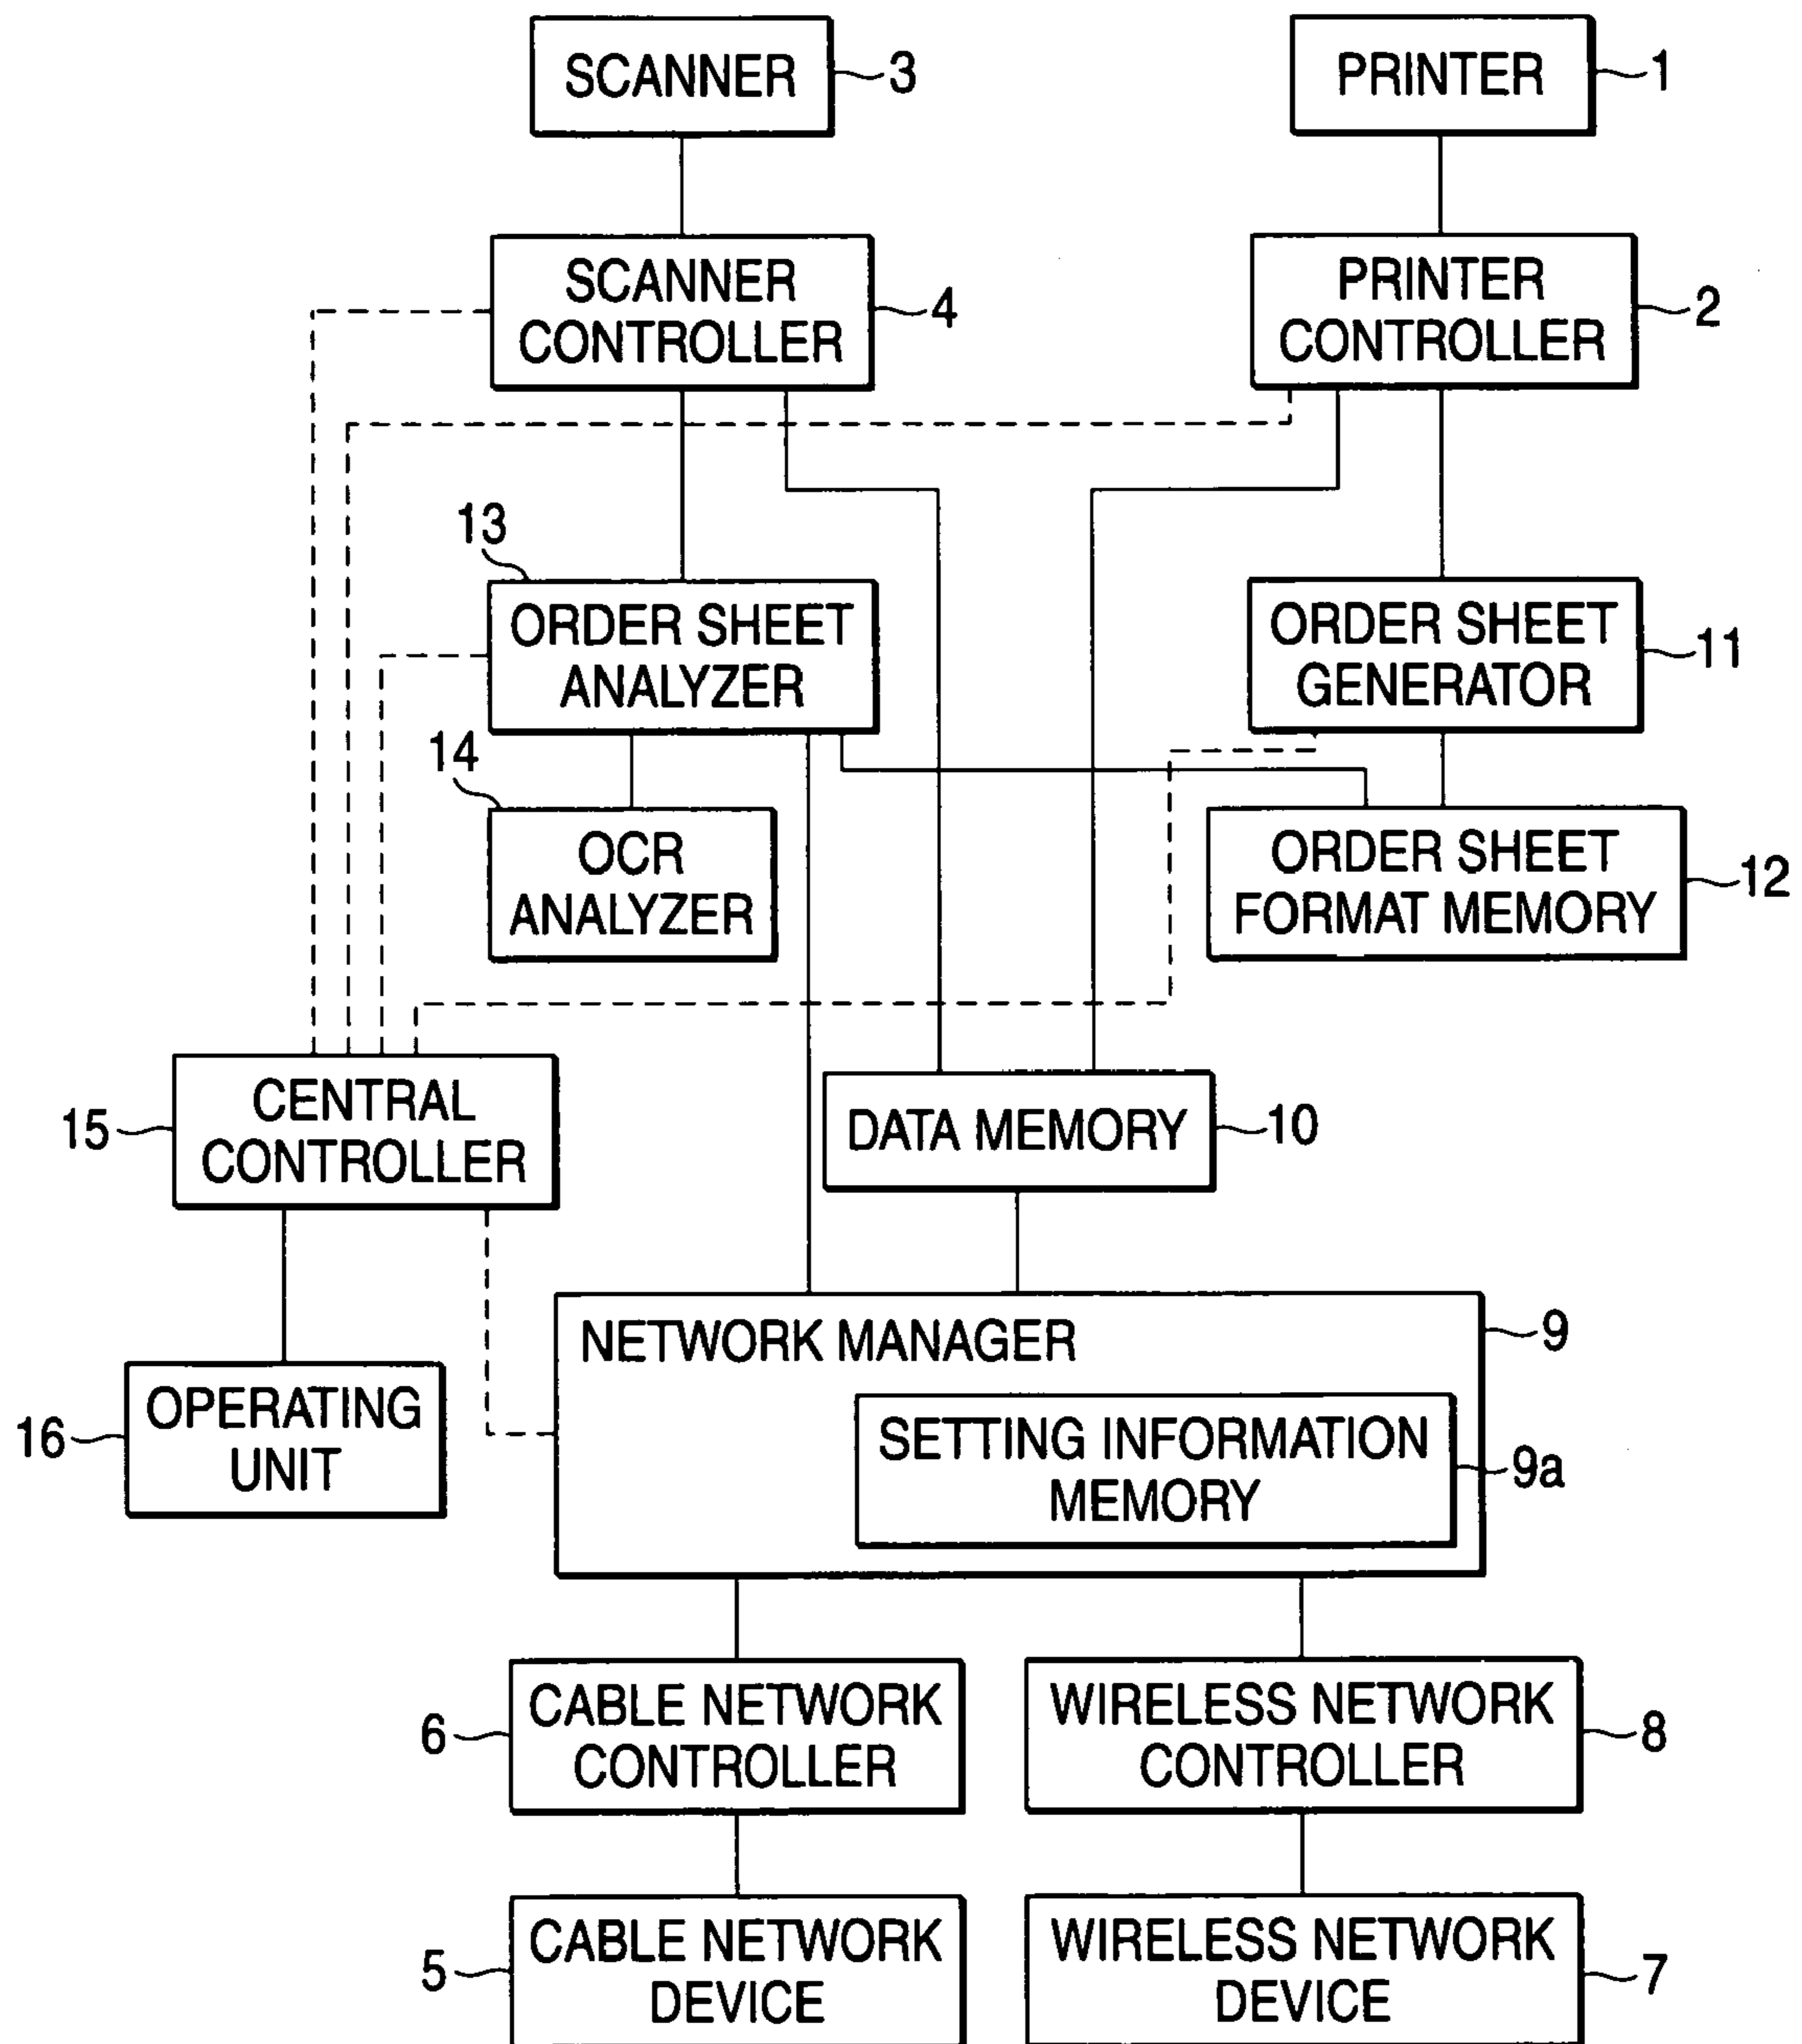 SCANNER
3
PRINTER
1
SCANNER
CONTROLLER
4
PRINTER
CONTROLLER
2
13
ORDER SHEET
ANALYZER
ORDER SHEET
GENERATOR
11
14
OCR
ANALYZER
ORDER SHEET
FORMAT MEMORY
12
15
CENTRAL
CONTROLLER
DATA MEMORY
10
NETWORK MANAGER
9
16
OPERATING
UNIT
SETTING INFORMATION
MEMORY
9a
6
CABLE NETWORK
CONTROLLER
WIRELESS NETWORK
CONTROLLER
8
5
CABLE NETWORK
DEVICE
WIRELESS NETWORK
DEVICE
7